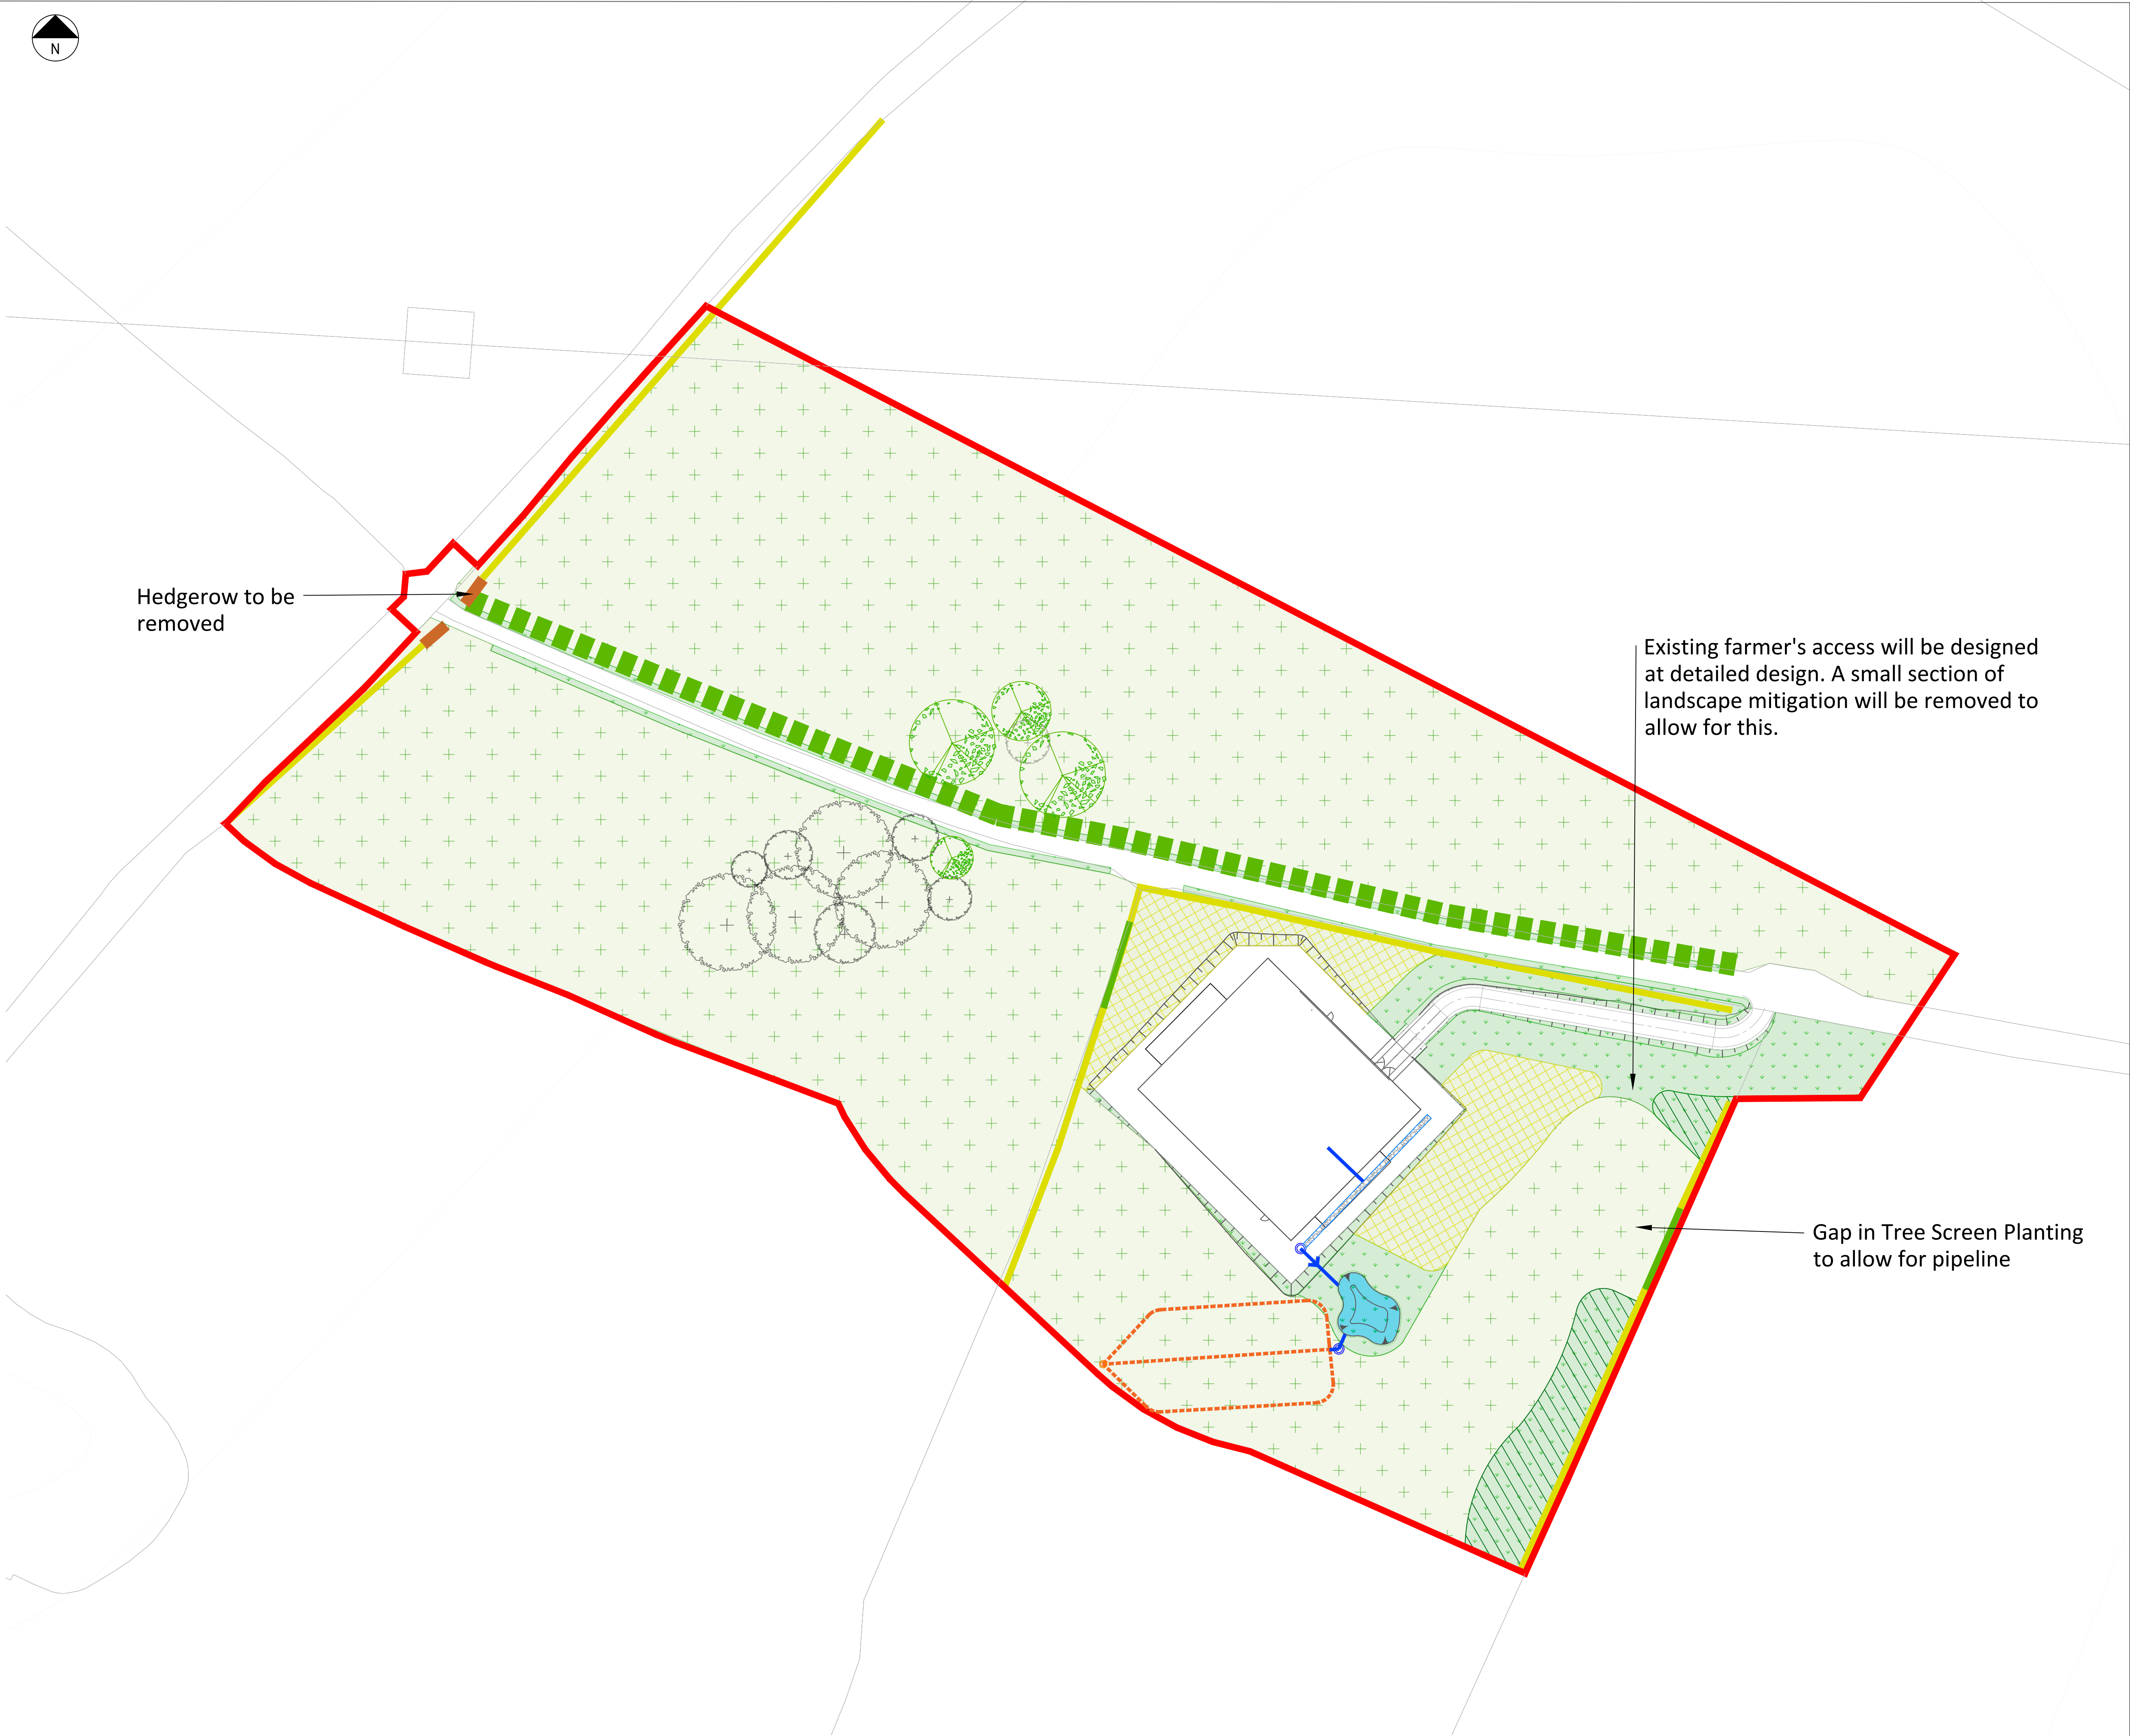 N
Hedgerow to be
removed
Existing farmer's access will be designed
at detailed design. A small section of
landscape mitigation will be removed to
allow for this.
Gap in Tree Screen Planting
to allow for pipeline